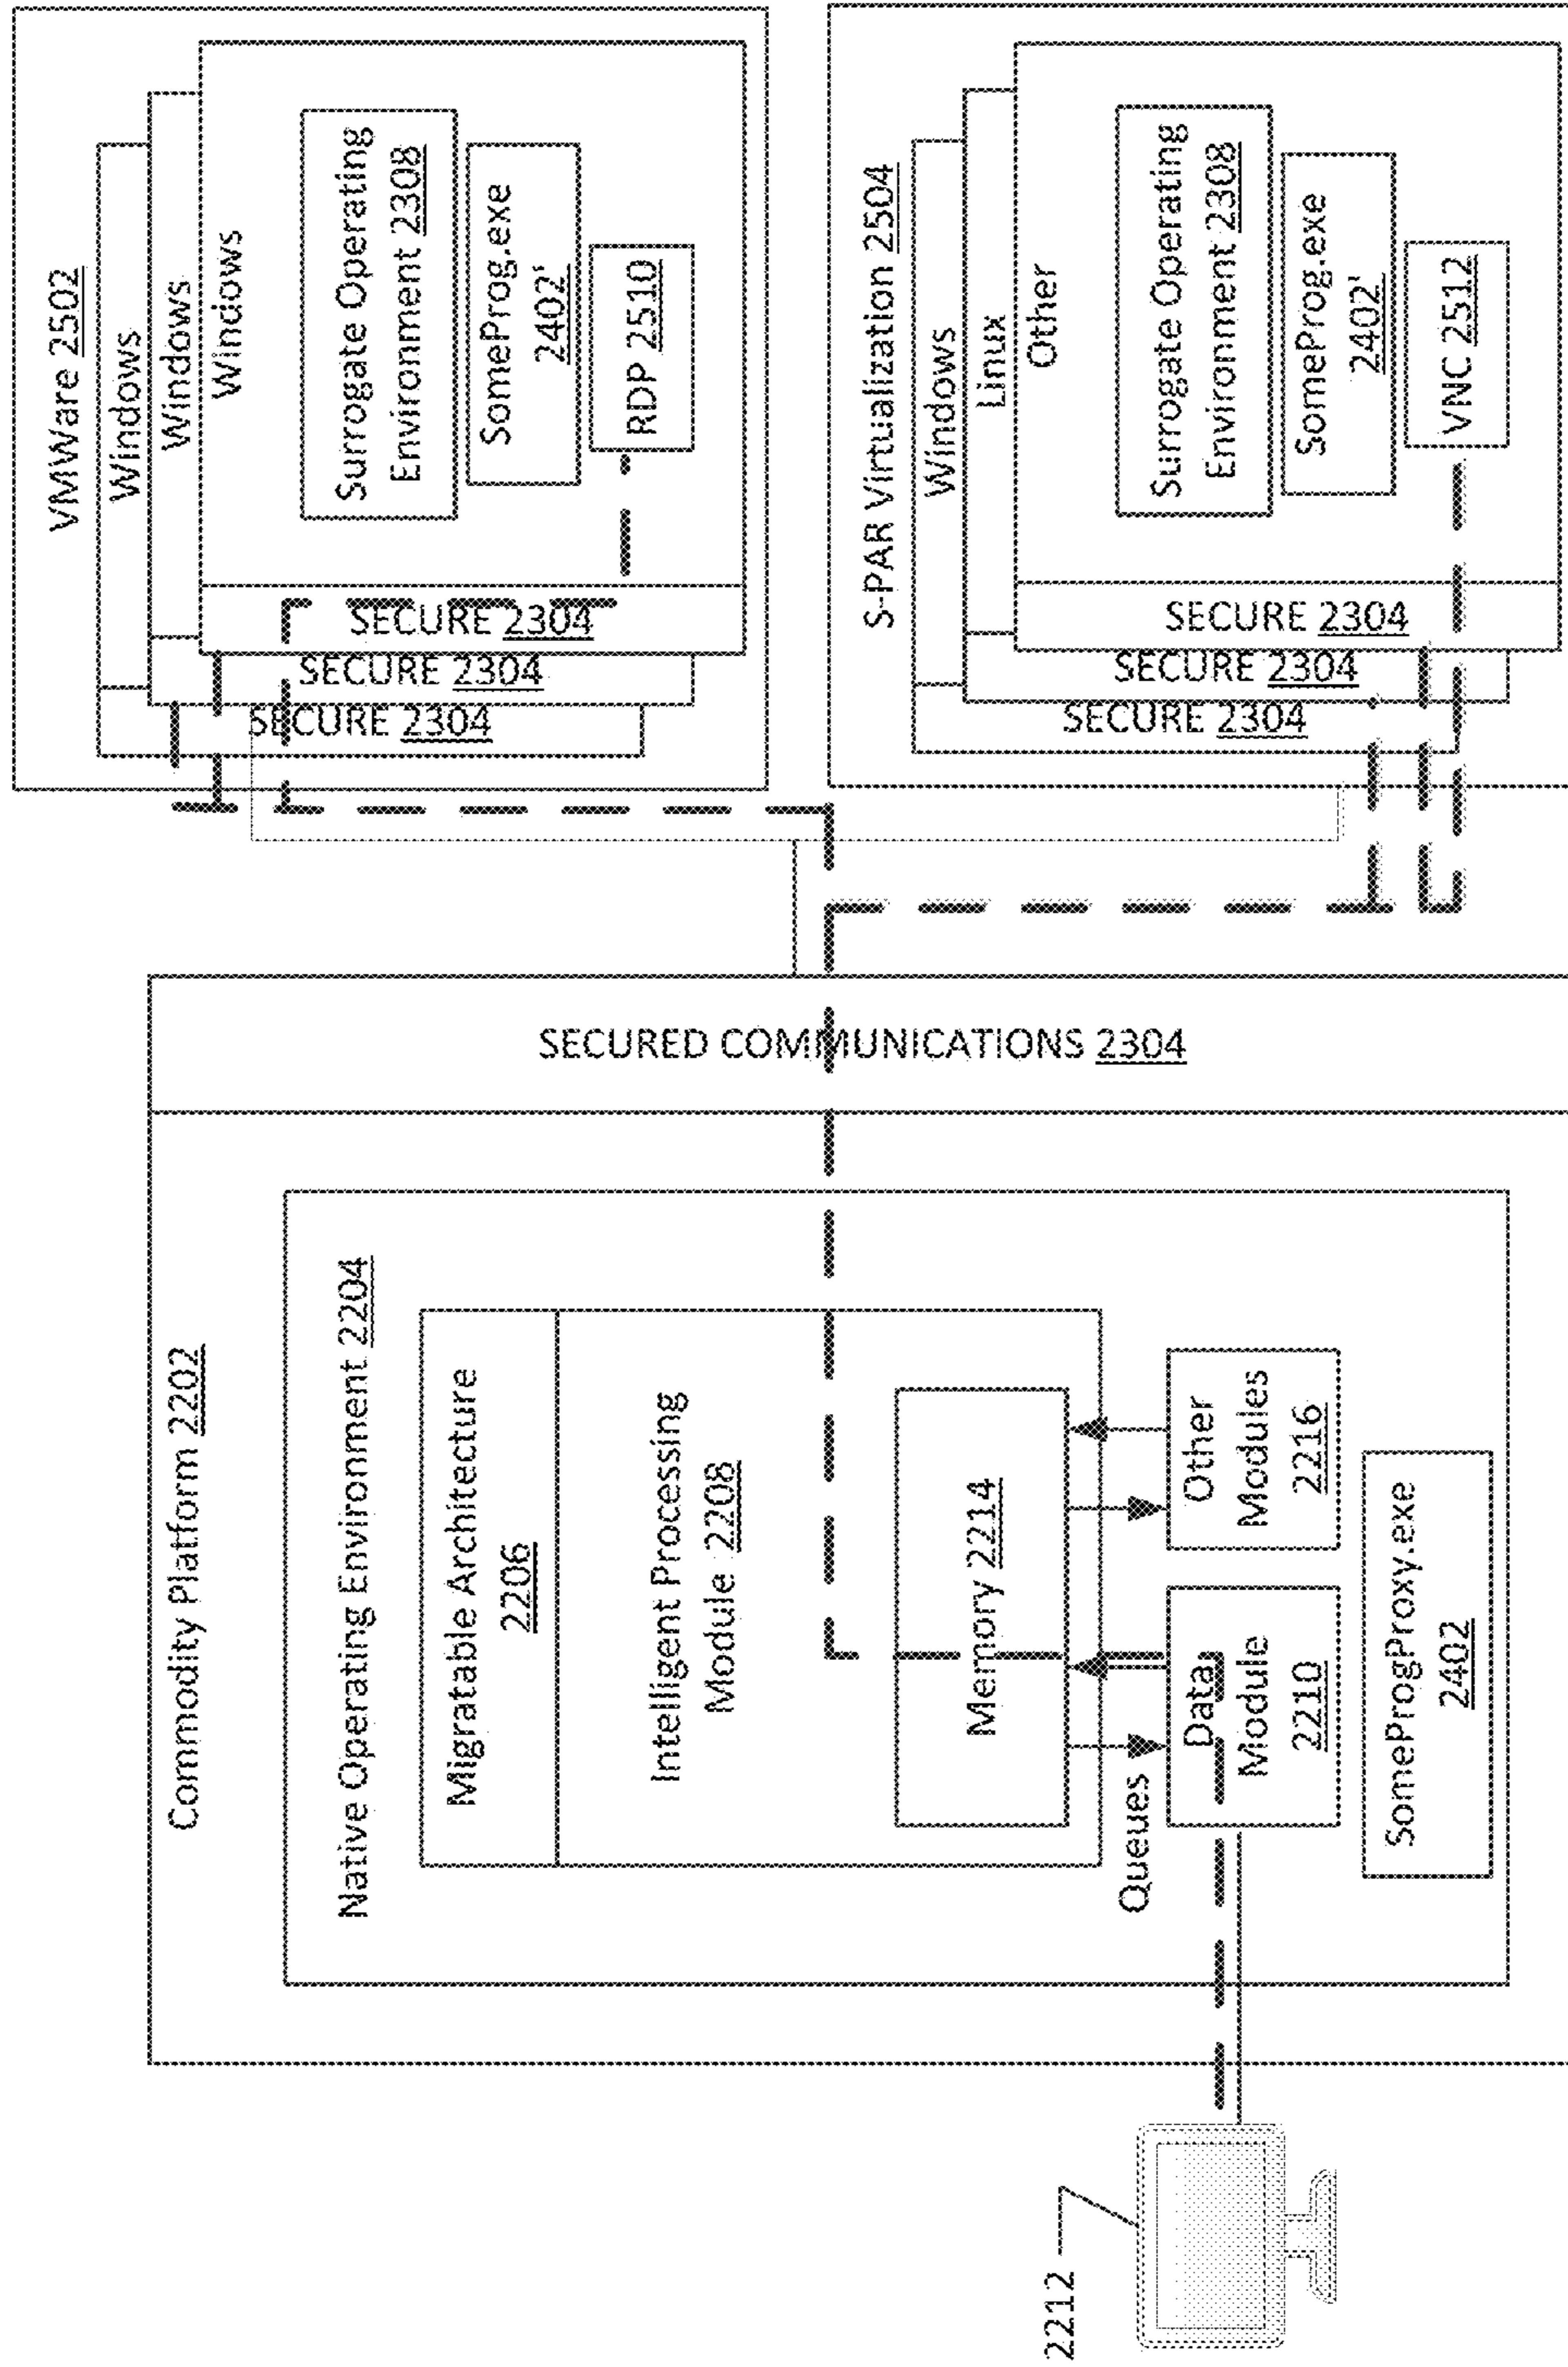 Commodity Platform 2202
Native Operating Environment 2204
Migratable Architecture
2206
Intelligent Processing
Module 2208
Memory 2214
Queues
Data
Module
2210
Other
Modules
2216
SomeProgProxy.exe
2402
2212
SECURED COMMUNICATIONS 2304
VMWare 2502
Windows
Windows
Windows
Surrogate Operating
Environment 2308
SomeProg.exe
2402'
RDP 2510
SECURE 2304
SECURE 2304
SECURE 2304
S-PAR Virtualization 2504
Windows
Linux
Other
Surrogate Operating
Environment 2308
SomeProg.exe
2402'
VNC 2512
SECURE 2304
SECURE 2304
SECURE 2304